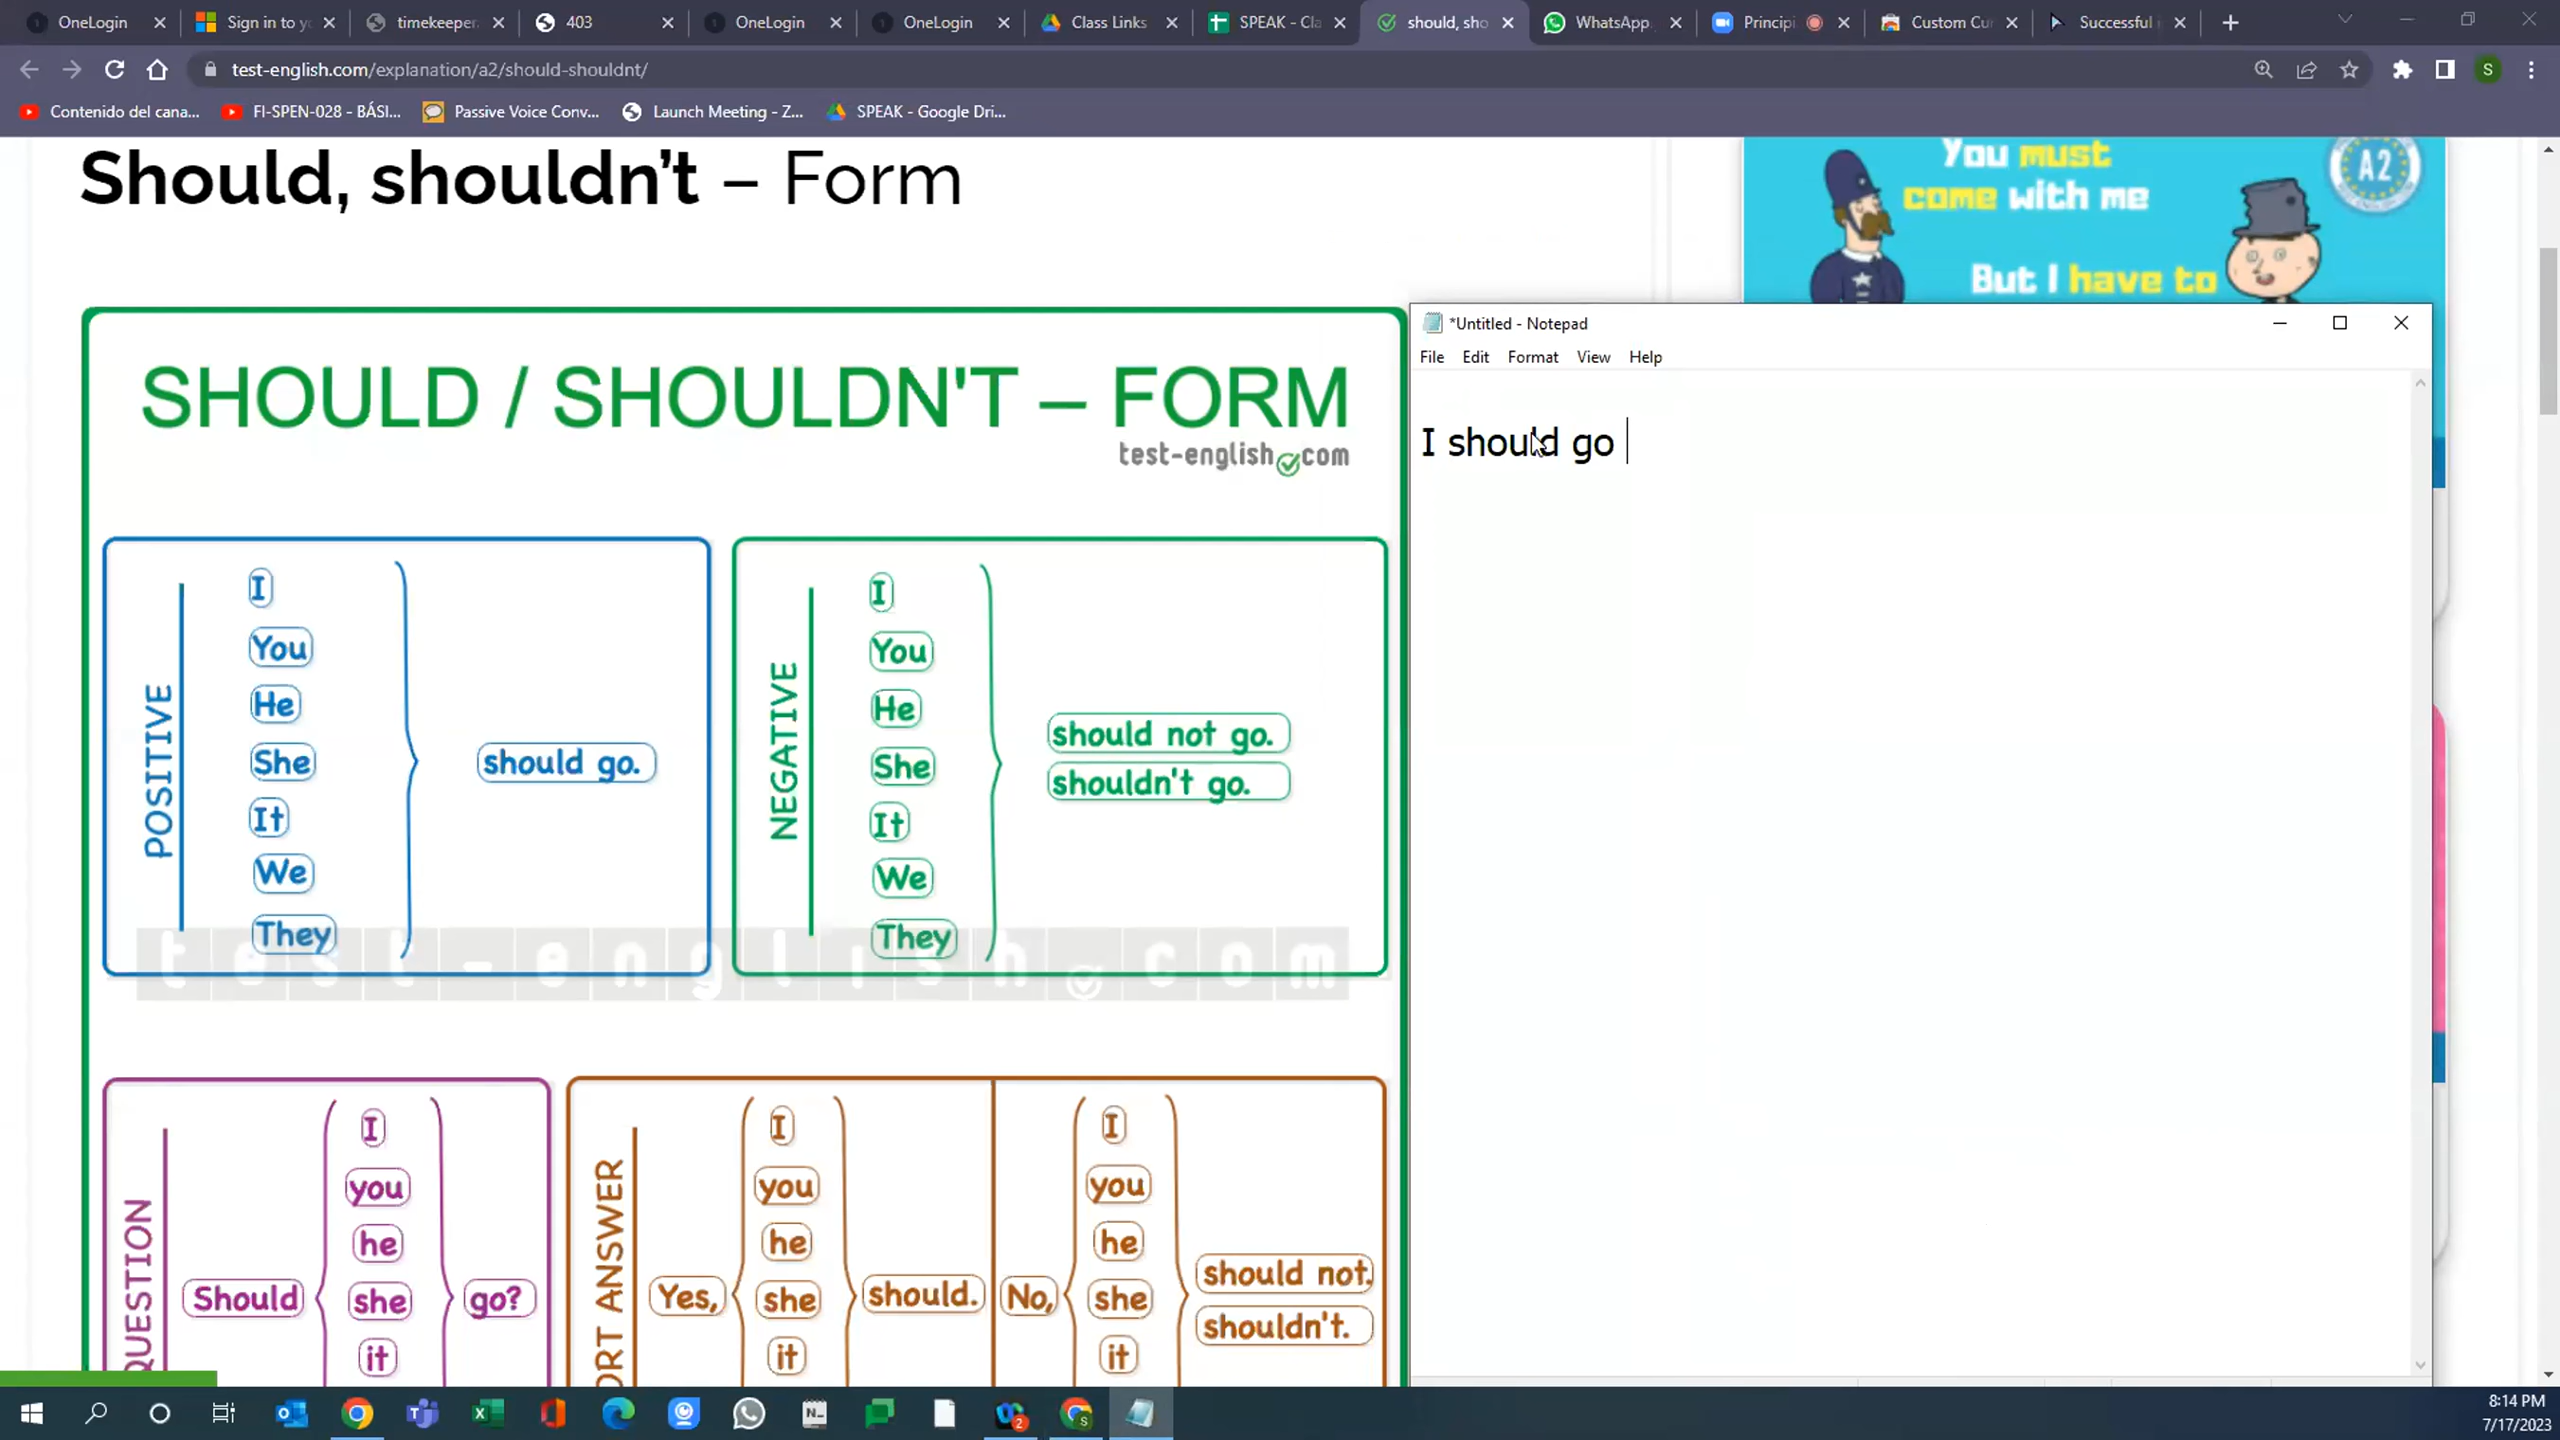 OneLogin
Sign in to y
timekeeper.
403
OneLogin
OneLogin
Class Links
SPEAK - Cla
should, sho
WhatsApp
Princip
Custom Cu
Successful
test-english.com/explanation/a2/should-shouldnt/
S
Contenido del cana...
FI-SPEN-028 - BÁSI...
Passive Voice Conv...
Launch Meeting - Z...
SPEAK - Google Dri...
Should, shouldn't – Form
You must
come with me
But I have to
A2
SHOULD / SHOULDN'T – FORM
test-english.com
POSITIVE
I
You
He
She
It
We
They
should go.
NEGATIVE
I
You
He
She
It
We
They
should not go.
shouldn't go.
test-english.com
QUESTION
Should
I
you
he
she
it
go?
ORT ANSWER
Yes,
I
you
he
she
it
should.
No,
I
you
he
she
it
should not.
shouldn't.
*Untitled - Notepad
File Edit Format View Help
I should go
2
S
8:14 PM
7/17/2023